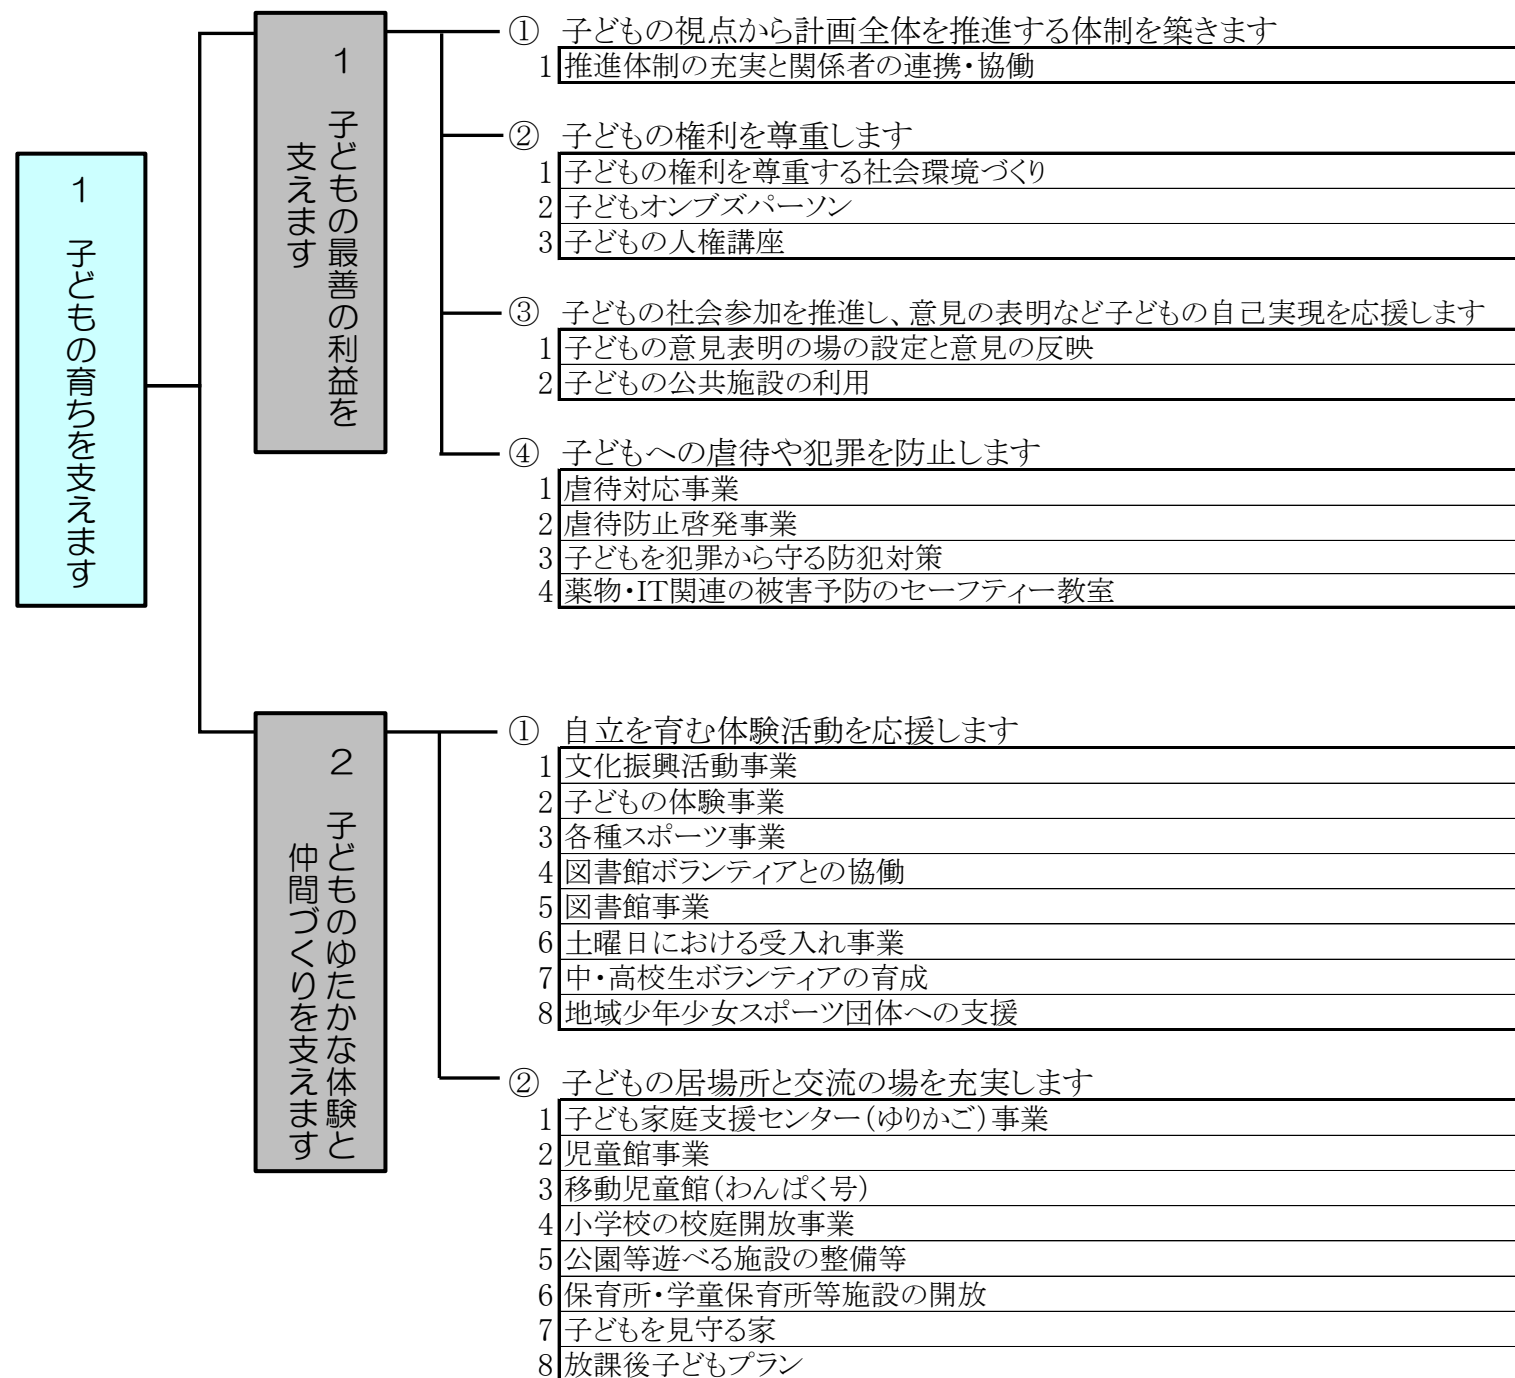 1 子どもの育ちを支えます
1 子どもの最善の利益を
支えます
① 子どもの視点から計画全体を推進する体制を築きます
1 推進体制の充実と関係者の連携・協働
② 子どもの権利を尊重します
1 子どもの権利を尊重する社会環境づくり
2 子どもオンブズパーソン
3 子どもの人権講座
③ 子どもの社会参加を推進し、意見の表明など子どもの自己実現を応援します
1 子どもの意見表明の場の設定と意見の反映
2 子どもの公共施設の利用
④ 子どもへの虐待や犯罪を防止します
1 虐待対応事業
2 虐待防止啓発事業
3 子どもを犯罪から守る防犯対策
4 薬物・IT関連の被害予防のセーフティー教室
2 子どものゆたかな体験と
仲間づくりを支えます
① 自立を育む体験活動を応援します
1 文化振興活動事業
2 子どもの体験事業
3 各種スポーツ事業
4 図書館ボランティアとの協働
5 図書館事業
6 土曜日における受入れ事業
7 中・高校生ボランティアの育成
8 地域少年少女スポーツ団体への支援
② 子どもの居場所と交流の場を充実します
1 子ども家庭支援センター(ゆりかご)事業
2 児童館事業
3 移動児童館(わんぱく号)
4 小学校の校庭開放事業
5 公園等遊べる施設の整備等
6 保育所・学童保育所等施設の開放
7 子どもを見守る家
8 放課後子どもプラン